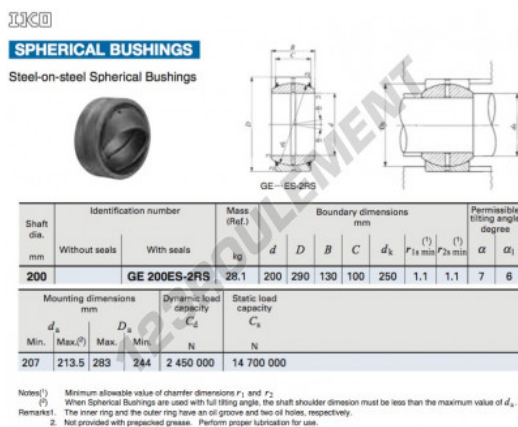 IKO
SPHERICAL BUSHINGS
Steel-on-steel Spherical Bushings
GE…ES-2RS
123ROULEMENT
Shaft dia. mm
Identification number
Without seals
With seals
Mass (Ref.) kg
Boundary dimensions mm
d D B C dk r1s min(1) r2s min(1)
Permissible tilting angle degree
α α1
200 GE 200ES-2RS 28.1 200 290 130 100 250 1.1 1.1 7 6
Mounting dimensions mm
da Da
Min. Max.(2) Max. Min.
Dynamic load capacity Cd N
Static load capacity Cs N
207 213.5 283 244 2 450 000 14 700 000
Notes(1) Minimum allowable value of chamfer dimensions r1 and r2
(2) When Spherical Bushings are used with full tilting angle, the shaft shoulder dimesion must be less than the maximum value of da.
Remarks1. The inner ring and the outer ring have an oil groove and two oil holes, respectively.
2. Not provided with prepacked grease. Perform proper lubrication for use.